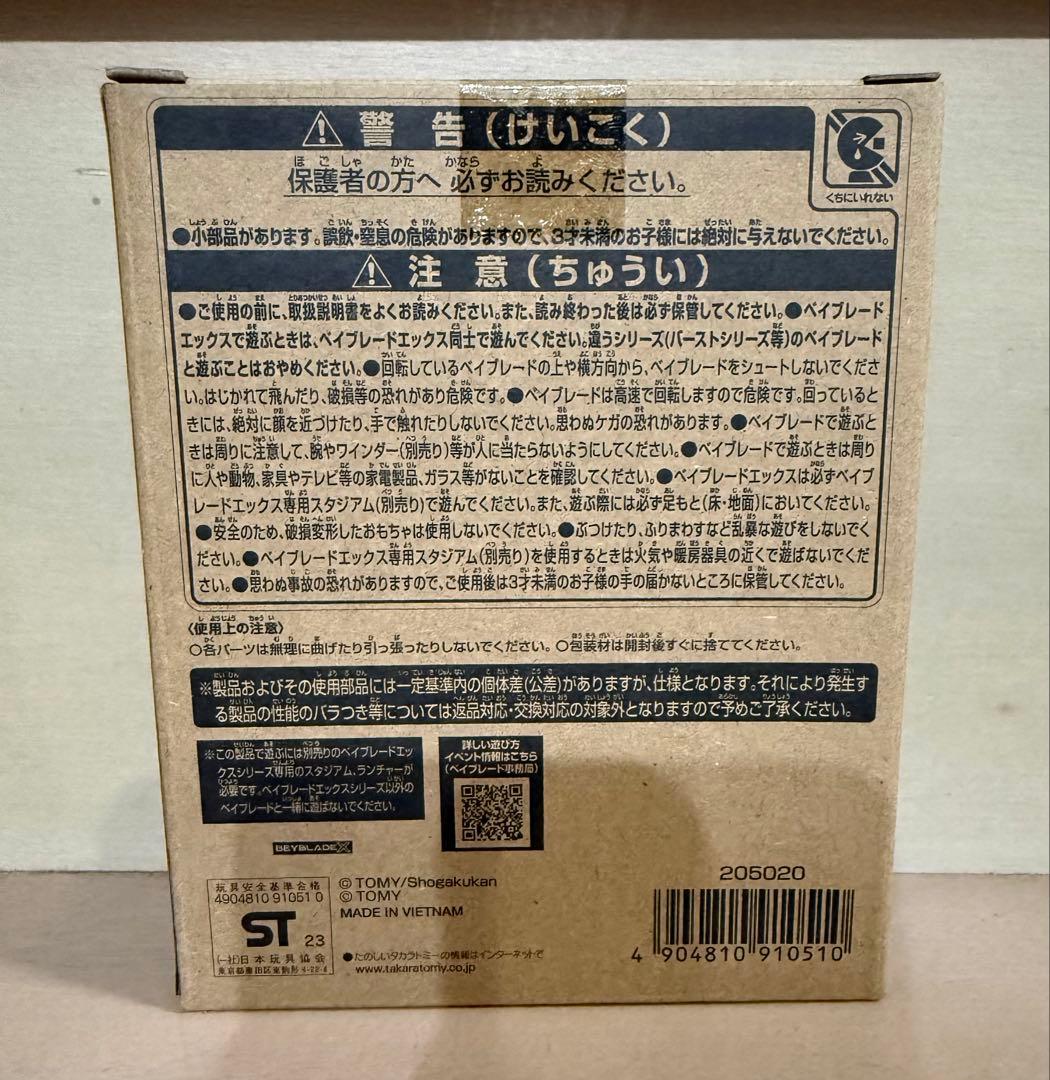 ⚠警 告(けいこく)
保護者の方へ 必ずお読みください。
くちにいれない
●小部品があります。誤飲・窒息の危険がありますので、3才未満のお子様には絶対に与えないでください。
⚠注 意(ちゅうい)
●ご使用の前に、取扱説明書をよくお読みください。また、読み終わった後は必ず保管してください。●ベイブレード
エックスで遊ぶときは、ベイブレードエックス同士で遊んでください。違うシリーズ(バーストシリーズ等)のベイブレード
と遊ぶことはおやめください。●回転しているベイブレードの上や横方向から、ベイブレードをシュートしないでくださ
い。はじかれて飛んだり、破損等の恐れがあり危険です。●ベイブレードは高速で回転しますので危険です。回っていると
きには、絶対に顔を近づけたり、手で触れたりしないでください。思わぬケガの恐れがあります。●ベイブレードで遊ぶと
きは周りに注意して、腕やワインダー(別売り)等が人に当たらないようにしてください。●ベイブレードで遊ぶときは周り
に人や動物、家具やテレビ等の家電製品、ガラス等がないことを確認してください。●ベイブレードエックスは必ずベイブ
レードエックス専用スタジアム(別売り)で遊んでください。また、遊ぶ際には必ず足もと(床・地面)においてください。
●安全のため、破損変形したおもちゃは使用しないでください。●ぶつけたり、ふりまわすなど乱暴な遊びをしないでく
ださい。●ベイブレードエックス専用スタジアム(別売り)を使用するときは火気や暖房器具の近くで遊ばないでくださ
い。●思わぬ事故の恐れがありますので、ご使用後は3才未満のお子様の手の届かないところに保管してください。
〈使用上の注意〉
○各パーツは無理に曲げたり引っ張ったりしないでください。○包装材は開封後すぐに捨ててください。
※製品およびその使用部品には一定基準内の個体差(公差)がありますが、仕様となります。それにより発生す
る製品の性能のバラつき等については返品対応・交換対応の対象外となりますので予めご了承ください。
※この製品で遊ぶには別売りのベイブレードエッ
クスシリーズ専用のスタジアム、ランチャーが
必要です。ベイブレードエックスシリーズ以外の
ベイブレードと一緒に遊ばないでください。
詳しい遊び方
イベント情報はこちら
(ベイブレード事務局)
BEYBLADE X
玩具安全基準合格
4904810 91051 0
ST 23
(一社)日本玩具協会
東京都墨田区東駒形4-22-4
© TOMY/Shogakukan
© TOMY
MADE IN VIETNAM
●たのしいタカラトミーの情報はインターネットで
www.takaratomy.co.jp
205020
4 904810 910510